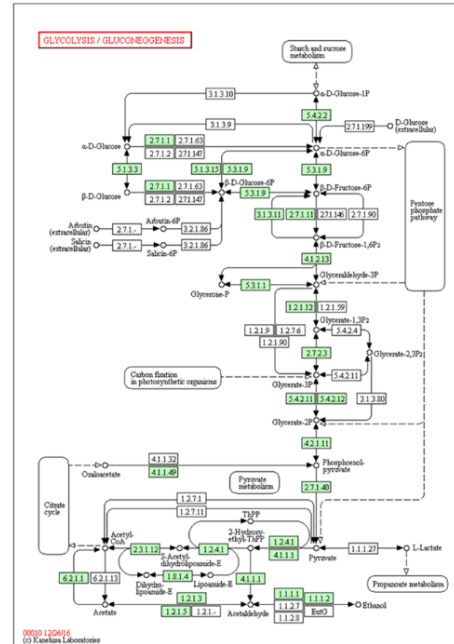 GLYCOLYSIS / GLUCONEOGENESIS
Starch and sucrose
metabolism
3.1.3.10
α-D-Glucose-1P
5.4.2.2
3.1.3.9
2.7.1.199
D-Glucose
(extracellular)
α-D-Glucose
2.7.1.1
2.7.1.63
2.7.1.2
2.7.1.147
α-D-Glucose-6P
5.1.3.3
5.3.1.9
5.1.3.15
5.3.1.9
β-D-Glucose
2.7.1.1
2.7.1.63
2.7.1.2
2.7.1.147
β-D-Glucose-6P
5.3.1.9
β-D-Fructose-6P
Pentose
phosphate
pathway
Arbutin
(extracellular)
2.7.1.-
Arbutin-6P
3.2.1.86
3.1.3.11
2.7.1.11
2.7.1.146
2.7.1.90
Salicin
(extracellular)
2.7.1.-
Salicin-6P
3.2.1.86
β-D-Fructose-1,6P2
4.1.2.13
Glycerone-P
5.3.1.1
Glyceraldehyde-3P
1.2.1.12
1.2.1.59
1.2.1.9
1.2.7.6
1.2.1.90
Glycerate-1,3P2
5.4.2.4
2.7.2.3
Glycerate-2,3P2
Carbon fixation
in photosynthetic organisms
Glycerate-3P
5.4.2.11
5.4.2.11
5.4.2.12
3.1.3.80
Glycerate-2P
4.2.1.11
4.1.1.32
Oxaloacetate
4.1.1.49
Phosphoenol-
pyruvate
Pyruvate
metabolism
2.7.1.40
Citrate
cycle
1.2.7.1
1.2.7.11
ThPP
Acetyl-
CoA
2.3.1.12
S-Acetyl-
dihydrolipoamide-E
1.2.4.1
2-Hydroxy-
ethyl-ThPP
1.2.4.1
4.1.1.1
Pyruvate
1.1.1.27
L-Lactate
6.2.1.1
6.2.1.13
Dihydro-
lipoamide-E
1.8.1.4
Lipoamide-E
4.1.1.1
Propanoate metabolism
Acetate
1.2.1.3
1.2.1.5
1.2.1.-
Acetaldehyde
1.1.1.1
1.1.1.2
1.1.2.7
EutG
1.1.2.8
Ethanol
00010 12/26/16
(c) Kanehisa Laboratories